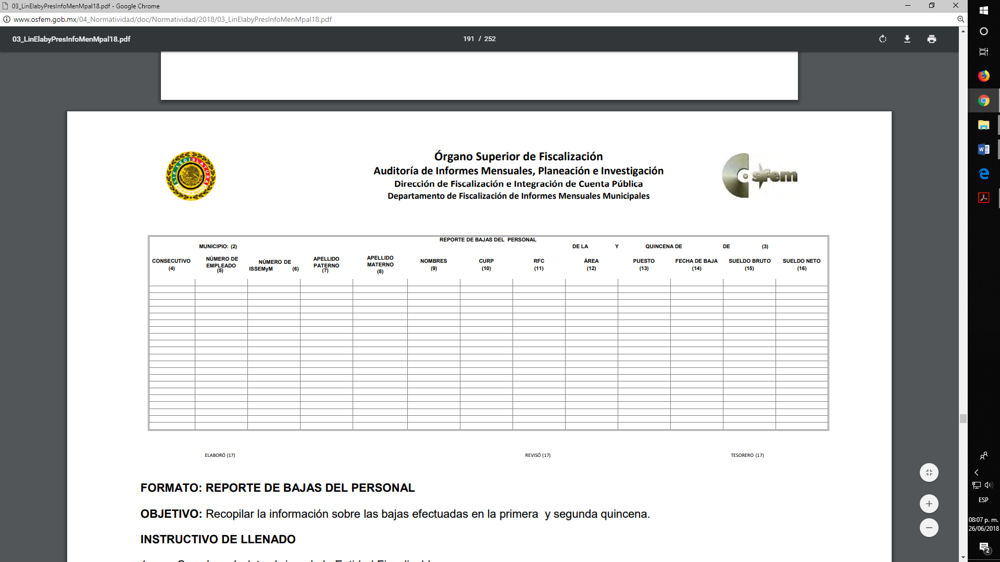 03_LinElabyPresInfoMenMpal18.pdf - Google Chrome
www.osfem.gob.mx/04_Normatividad/doc/Normatividad/2018/03_LinElabyPresInfoMenMpal18.pdf
03_LinElabyPresInfoMenMpal18.pdf
191 / 252
LIX LEGISLATURA
Órgano Superior de Fiscalización
Auditoría de Informes Mensuales, Planeación e Investigación
Dirección de Fiscalización e Integración de Cuenta Pública
Departamento de Fiscalización de Informes Mensuales Municipales
Osfem
REPORTE DE BAJAS DEL PERSONAL
MUNICIPIO: (2) DE LA Y QUINCENA DE DE (3)
CONSECUTIVO (4)
NÚMERO DE EMPLEADO (5)
NÚMERO DE ISSEMyM (6)
APELLIDO PATERNO (7)
APELLIDO MATERNO (8)
NOMBRES (9)
CURP (10)
RFC (11)
ÁREA (12)
PUESTO (13)
FECHA DE BAJA (14)
SUELDO BRUTO (15)
SUELDO NETO (16)
ELABORÓ (17) REVISÓ (17) TESORERO (17)
FORMATO: REPORTE DE BAJAS DEL PERSONAL
OBJETIVO: Recopilar la información sobre las bajas efectuadas en la primera y segunda quincena.
INSTRUCTIVO DE LLENADO
ESP
08:07 p. m.
26/06/2018
2